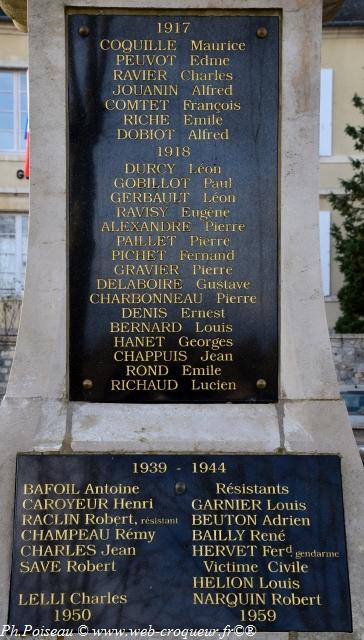 1917
COQUILLE Maurice
PEUVOT Edme
RAVIER Charles
JOUANIN Alfred
COMTET François
RICHE Emile
DOBIOT Alfred
1918
DURCY Léon
GOBILLOT Paul
GERBAULT Léon
RAVISY Eugène
ALEXANDRE Pierre
PAILLET Pierre
PICHET Fernand
GRAVIER Pierre
DELABOIRE Gustave
CHARBONNEAU Pierre
DENIS Ernest
BERNARD Louis
HANET Georges
CHAPPUIS Jean
ROND Emile
RICHAUD Lucien
1939 - 1944
BAFOIL Antoine
CAROYEUR Henri
RACLIN Robert, résistant
CHAMPEAU Rémy
CHARLES Jean
SAVE Robert
LELLI Charles
1950
Résistants
GARNIER Louis
BEUTON Adrien
BAILLY René
HERVET Ferd, gendarme
Victime Civile
HELION Louis
NARQUIN Robert
1959
Ph.Poiseau ©www-web-croqueur.fr©